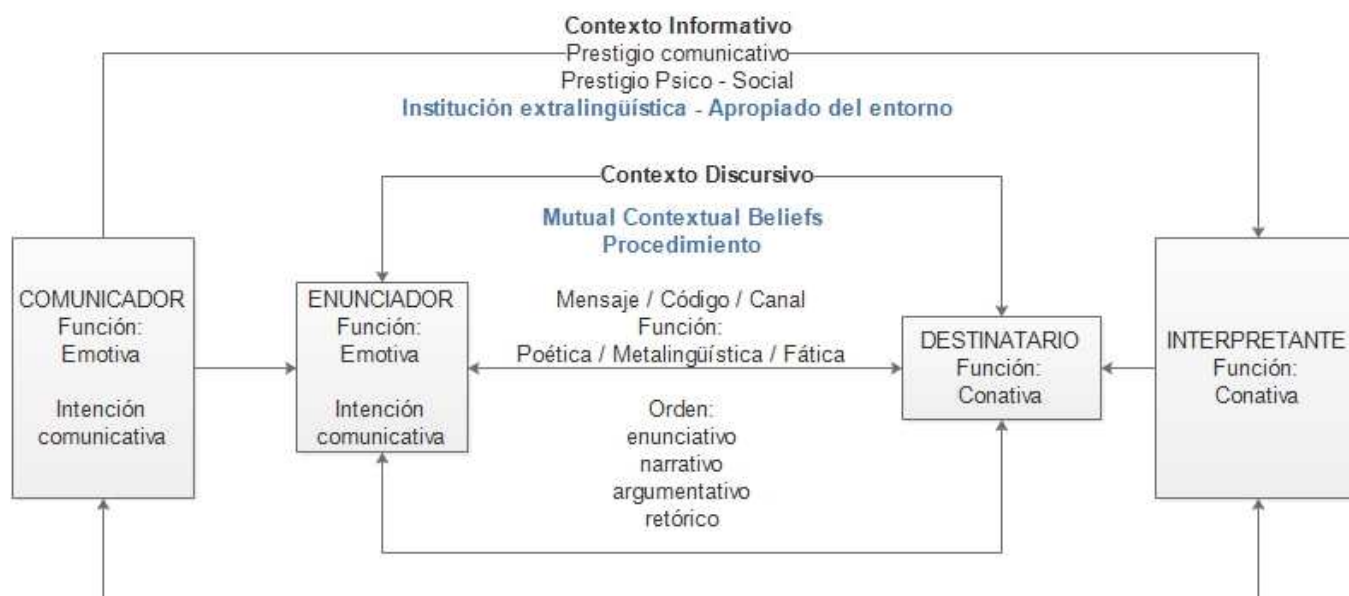 Contexto Informativo
Prestigio comunicativo
Prestigio Psico - Social
Institución extralingüística - Apropiado del entorno
Contexto Discursivo
Mutual Contextual Beliefs
Procedimiento
COMUNICADOR
Función:
Emotiva
Intención
comunicativa
ENUNCIADOR
Función:
Emotiva
Intención
comunicativa
Mensaje / Código / Canal
Función:
Poética / Metalingüística / Fática
Orden:
enunciativo
narrativo
argumentativo
retórico
DESTINATARIO
Función:
Conativa
INTERPRETANTE
Función:
Conativa